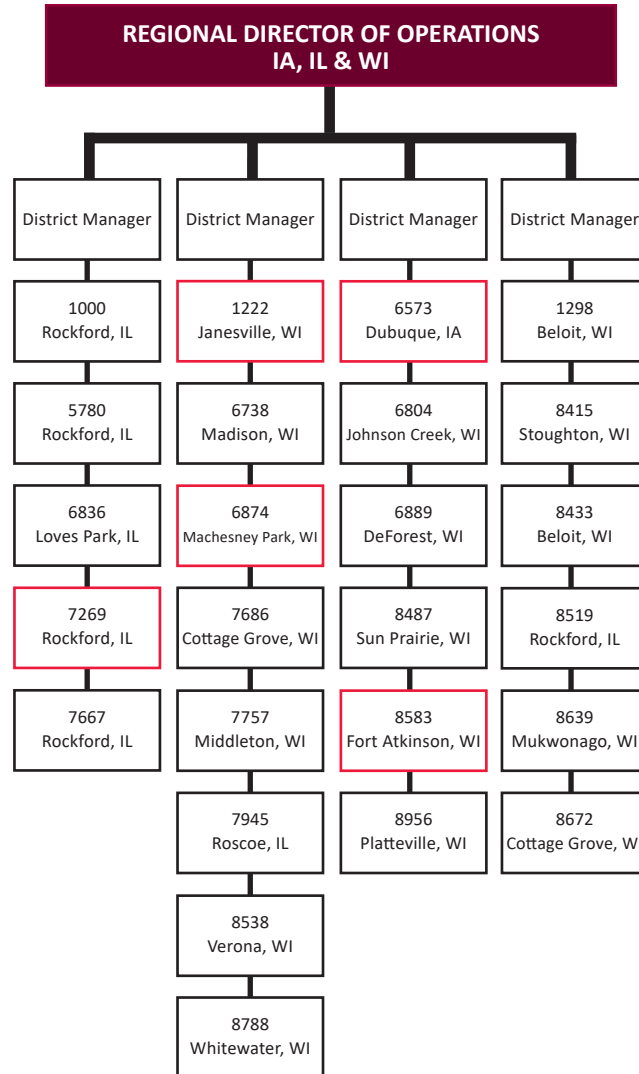 REGIONAL DIRECTOR OF OPERATIONS
IA, IL & WI
District Manager
1000
Rockford, IL
5780
Rockford, IL
6836
Loves Park, IL
7269
Rockford, IL
7667
Rockford, IL
District Manager
1222
Janesville, WI
6738
Madison, WI
6874
Machesney Park, WI
7686
Cottage Grove, WI
7757
Middleton, WI
7945
Roscoe, IL
8538
Verona, WI
8788
Whitewater, WI
District Manager
6573
Dubuque, IA
6804
Johnson Creek, WI
6889
DeForest, WI
8487
Sun Prairie, WI
8583
Fort Atkinson, WI
8956
Platteville, WI
District Manager
1298
Beloit, WI
8415
Stoughton, WI
8433
Beloit, WI
8519
Rockford, IL
8639
Mukwonago, WI
8672
Cottage Grove, W